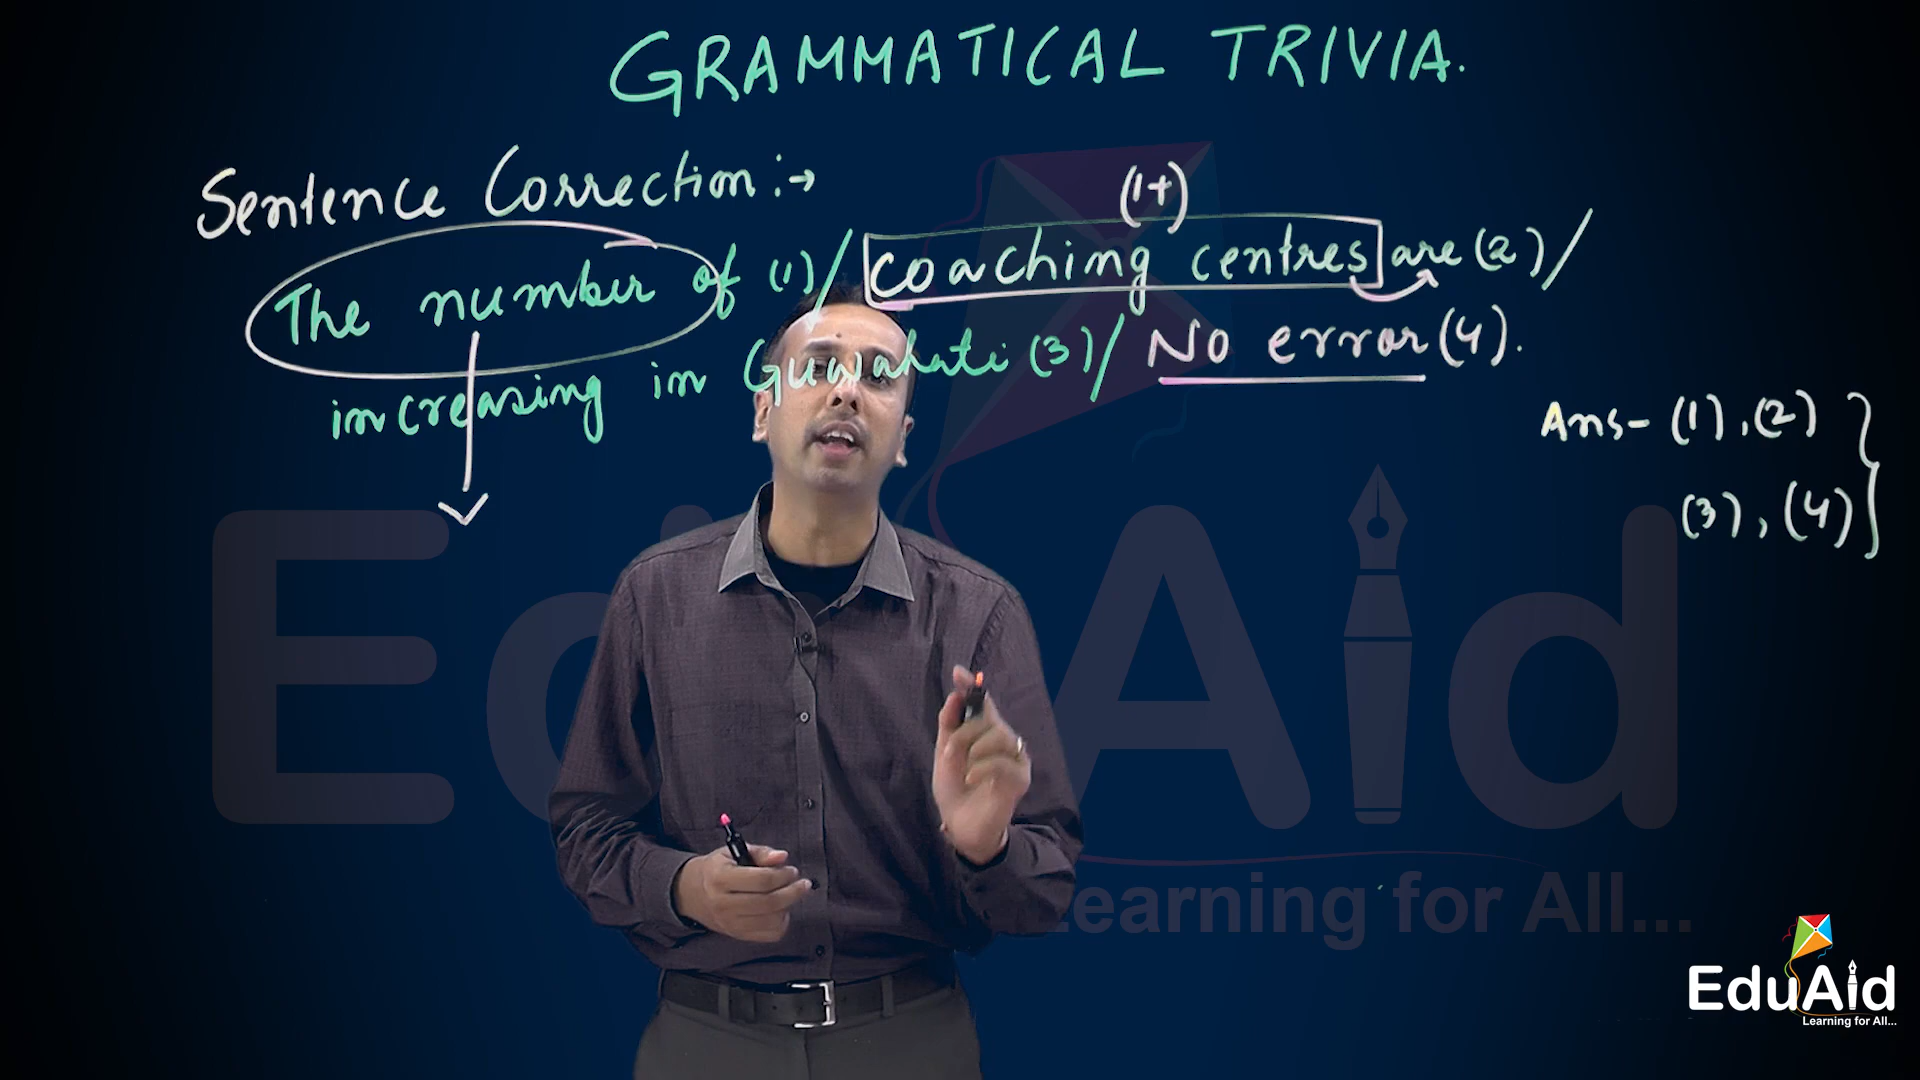 GRAMMATICAL TRIVIA.
Sentence Correction :→
(1+)
The number of (1)/ coaching centres are (2)/
increasing in Guwahati (3)/ No error (4).
Ans- (1), (2)
(3), (4)
EduAid
Learning for All...
EduAid
Learning for All...